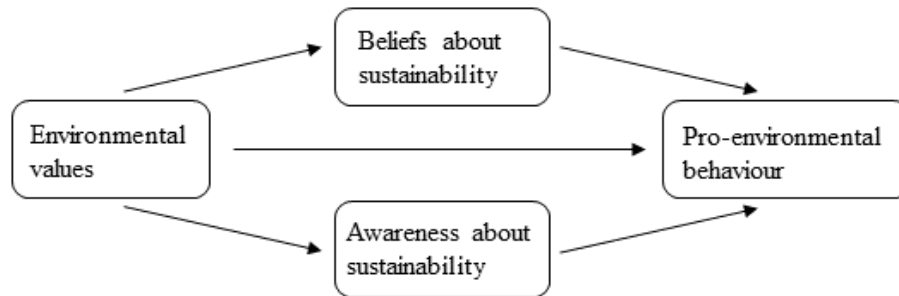 Beliefs about
sustainability
Environmental
values
Pro-environmental
behaviour
Awareness about
sustainability